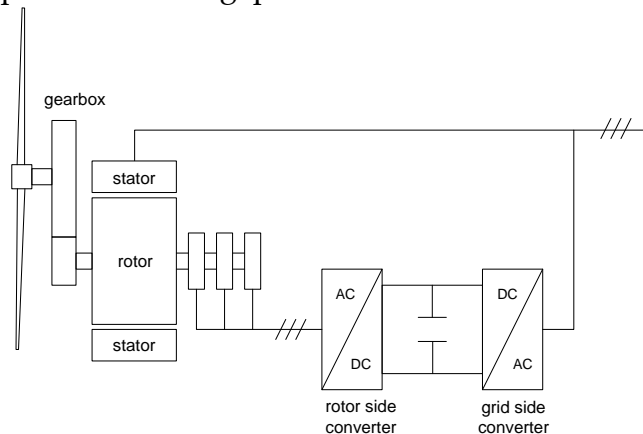 gearbox
stator
rotor
stator
AC
DC
DC
AC
rotor side
converter
grid side
converter